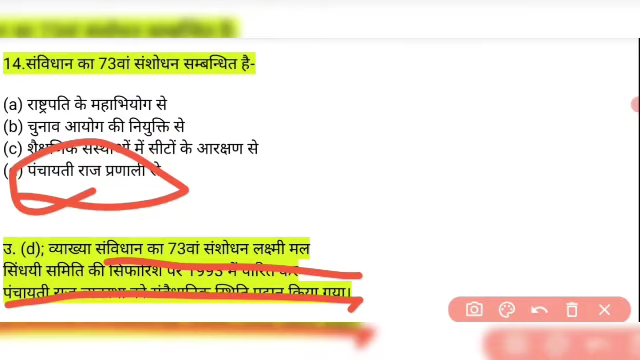 14.संविधान का 73वां संशोधन सम्बन्धित है-
(a) राष्ट्रपति के महाभियोग से
(b) चुनाव आयोग की नियुक्ति से
(c) शैक्षणिक संस्थाओं में सीटों के आरक्षण से
(d) पंचायती राज प्रणाली से
उ. (d); व्याख्या संविधान का 73वां संशोधन लक्ष्मी मल
सिंधयी समिति की सिफारिश पर 1993 में पारित कर
पंचायती राज व्यवस्था को संवैधानिक स्थिति प्रदान किया गया।